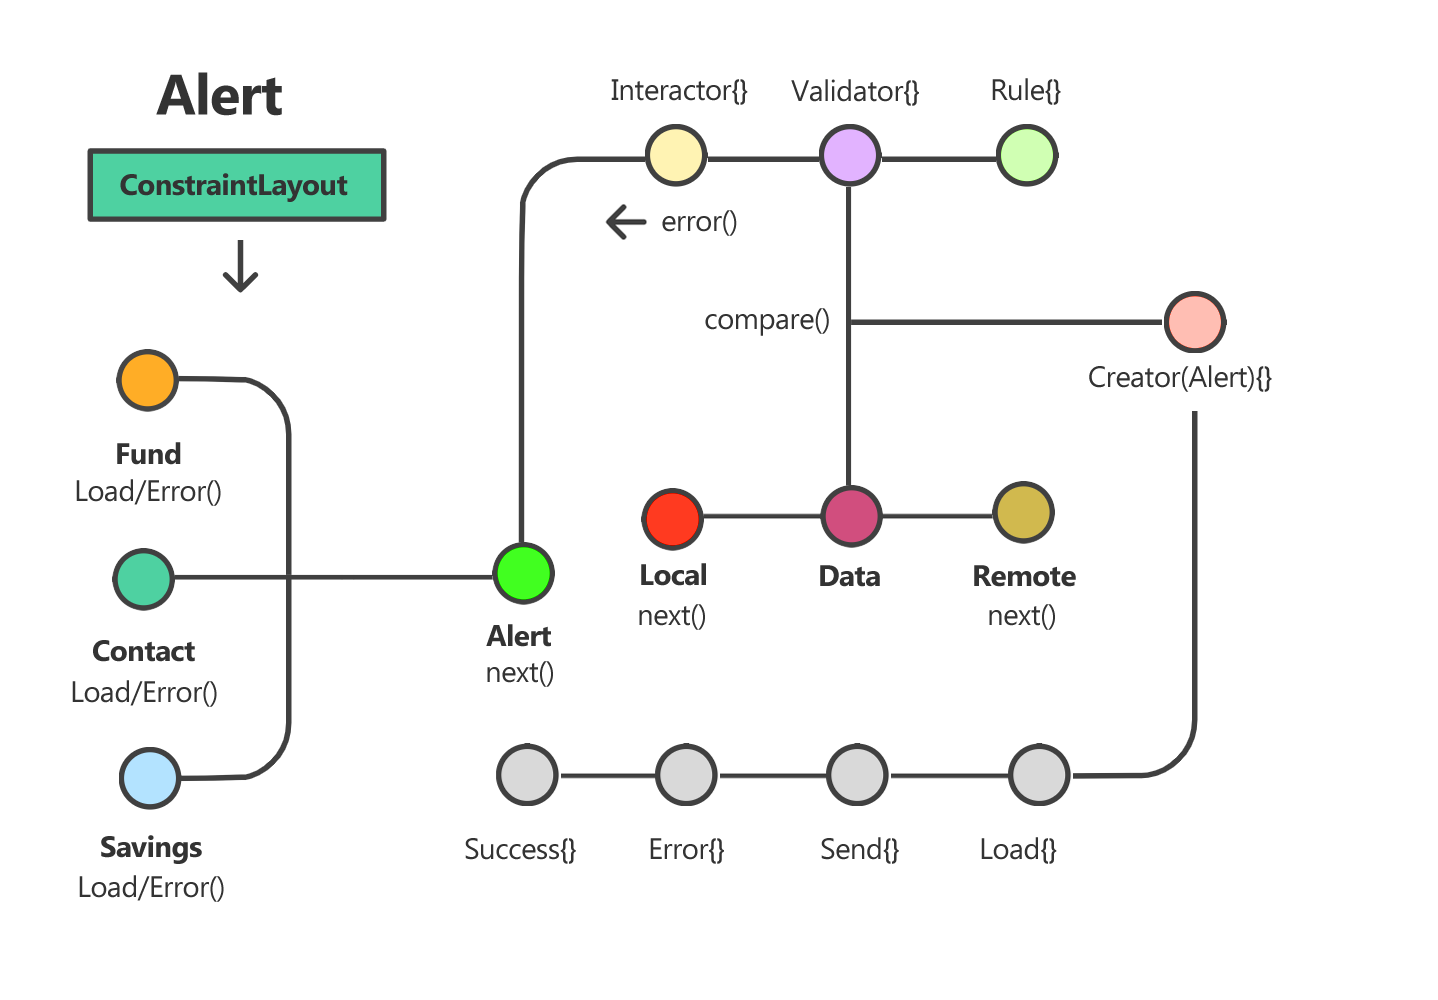 Alert
ConstraintLayout
Fund
Load/Error()
Contact
Load/Error()
Savings
Load/Error()
Interactor{}
Validator{}
Rule{}
error()
compare()
Creator(Alert){}
Alert
next()
Local
next()
Data
Remote
next()
Success{}
Error{}
Send{}
Load{}